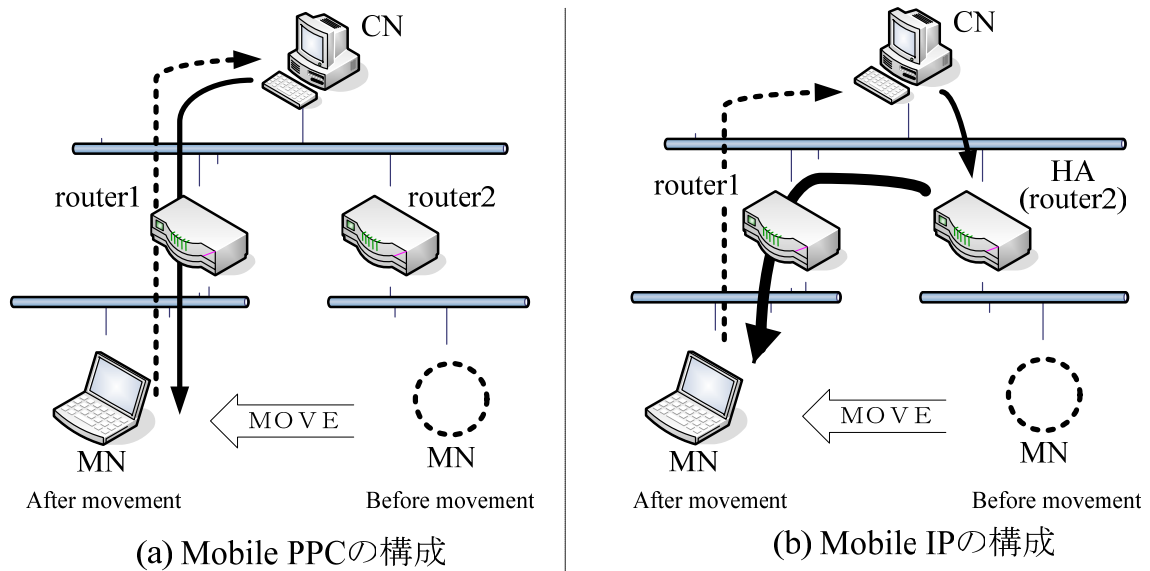 CN
router1
router2
MOVE
MN
MN
After movement
Before movement
(a) Mobile PPCの構成
CN
router1
HA
(router2)
MOVE
MN
MN
After movement
Before movement
(b) Mobile IPの構成